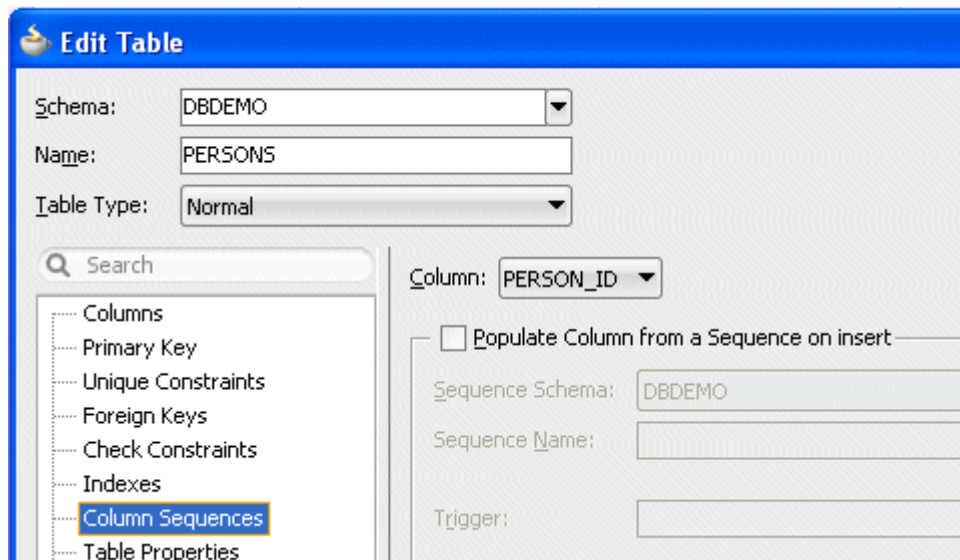 Edit Table
Schema: DBDEMO
Name: PERSONS
Table Type: Normal
Search
Columns
Primary Key
Unique Constraints
Foreign Keys
Check Constraints
Indexes
Column Sequences
Table Properties
Column: PERSON_ID
Populate Column from a Sequence on insert
Sequence Schema: DBDEMO
Sequence Name:
Trigger: